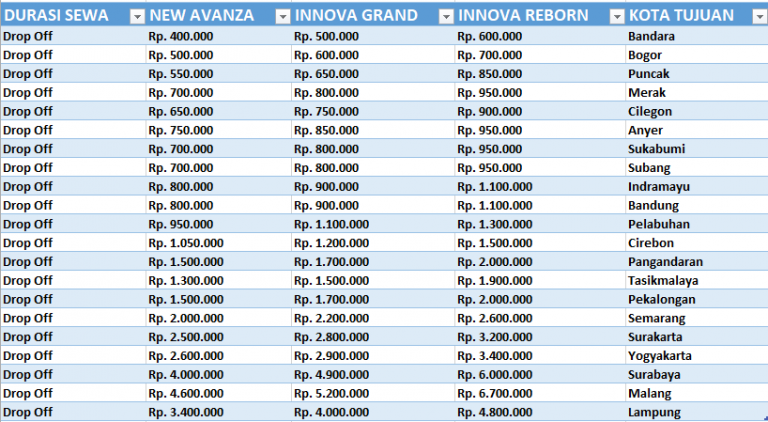 DURASI SEWA NEW AVANZA INNOVA GRAND INNOVA REBORN KOTA TUJUAN
Drop Off Rp. 400.000 Rp. 500.000 Rp. 600.000 Bandara
Drop Off Rp. 500.000 Rp. 600.000 Rp. 700.000 Bogor
Drop Off Rp. 550.000 Rp. 650.000 Rp. 850.000 Puncak
Drop Off Rp. 700.000 Rp. 800.000 Rp. 950.000 Merak
Drop Off Rp. 650.000 Rp. 750.000 Rp. 900.000 Cilegon
Drop Off Rp. 750.000 Rp. 850.000 Rp. 950.000 Anyer
Drop Off Rp. 700.000 Rp. 800.000 Rp. 950.000 Sukabumi
Drop Off Rp. 700.000 Rp. 800.000 Rp. 950.000 Subang
Drop Off Rp. 800.000 Rp. 900.000 Rp. 1.100.000 Indramayu
Drop Off Rp. 800.000 Rp. 900.000 Rp. 1.100.000 Bandung
Drop Off Rp. 950.000 Rp. 1.100.000 Rp. 1.300.000 Pelabuhan
Drop Off Rp. 1.050.000 Rp. 1.200.000 Rp. 1.500.000 Cirebon
Drop Off Rp. 1.500.000 Rp. 1.700.000 Rp. 2.000.000 Pangandaran
Drop Off Rp. 1.300.000 Rp. 1.500.000 Rp. 1.900.000 Tasikmalaya
Drop Off Rp. 1.500.000 Rp. 1.700.000 Rp. 2.000.000 Pekalongan
Drop Off Rp. 2.000.000 Rp. 2.200.000 Rp. 2.600.000 Semarang
Drop Off Rp. 2.500.000 Rp. 2.800.000 Rp. 3.200.000 Surakarta
Drop Off Rp. 2.600.000 Rp. 2.900.000 Rp. 3.400.000 Yogyakarta
Drop Off Rp. 4.000.000 Rp. 4.900.000 Rp. 6.000.000 Surabaya
Drop Off Rp. 4.600.000 Rp. 5.200.000 Rp. 6.700.000 Malang
Drop Off Rp. 3.400.000 Rp. 4.000.000 Rp. 4.800.000 Lampung